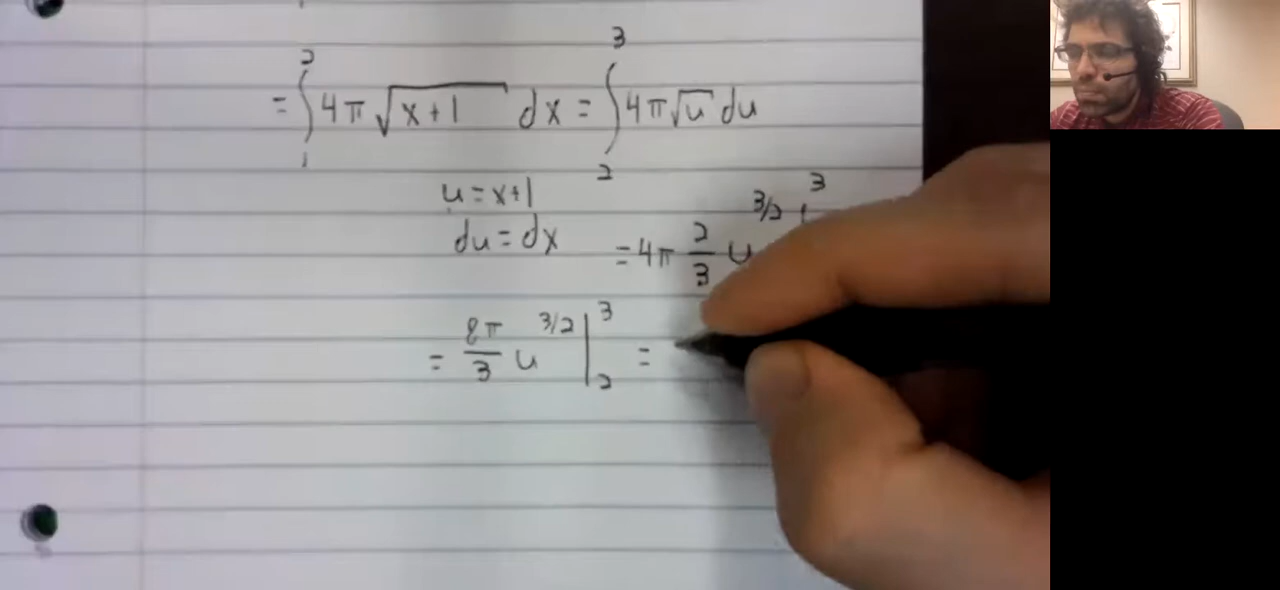 = ∫₁² 4π √(x+1) dx = ∫₂³ 4π √u du
u = x+1
du = dx = 4π 2/3 u^(3/2) |³
= 8π/3 u^(3/2) |₂³ =